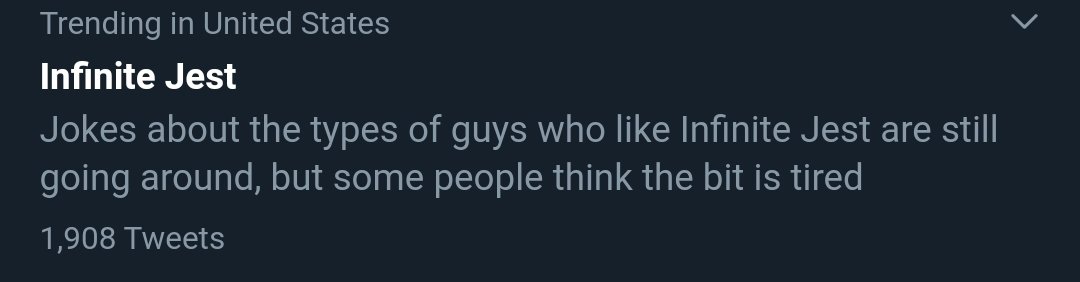 Trending in United States
Infinite Jest
Jokes about the types of guys who like Infinite Jest are still
going around, but some people think the bit is tired
1,908 Tweets